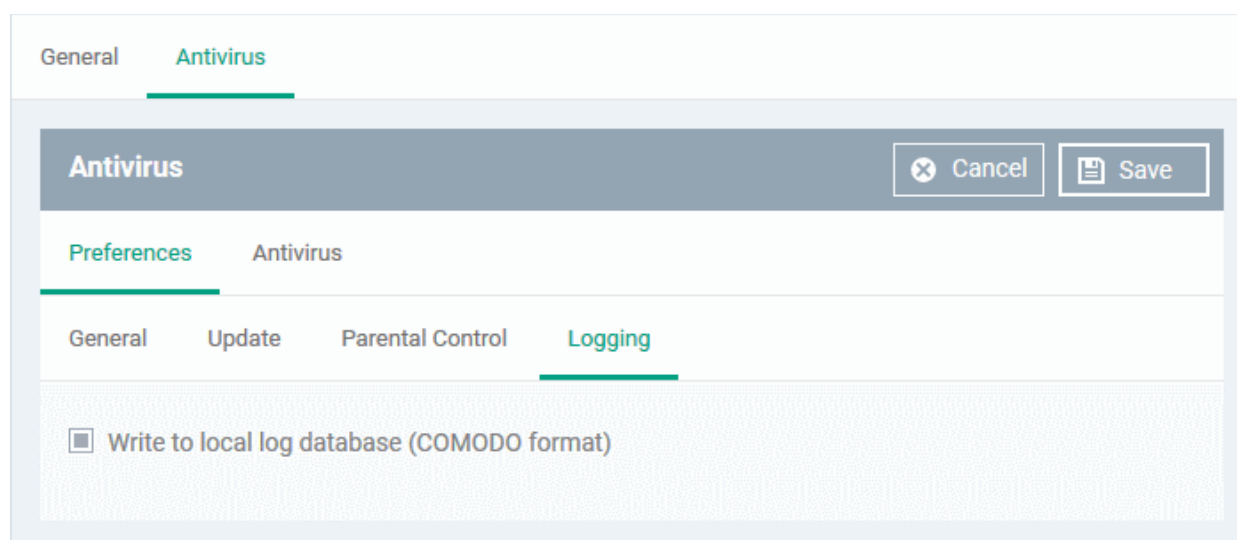 General Antivirus
Antivirus Cancel Save
Preferences Antivirus
General Update Parental Control Logging
Write to local log database (COMODO format)